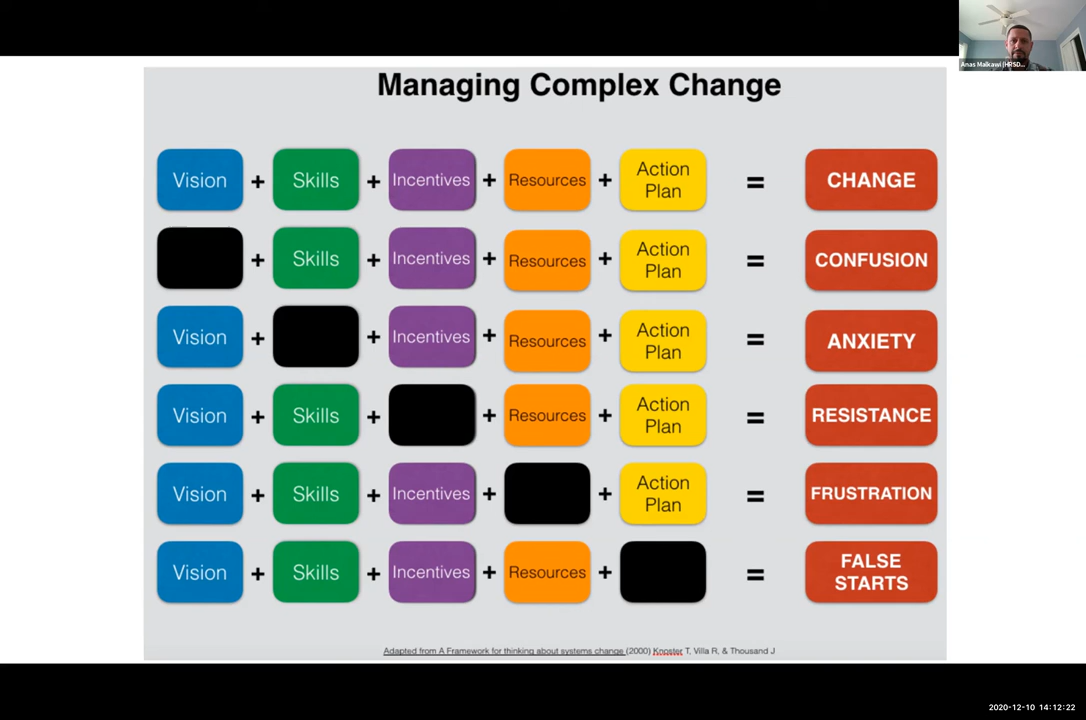 Anas Malkawi (HRSD...
Managing Complex Change
Vision + Skills + Incentives + Resources + Action Plan = CHANGE
+ Skills + Incentives + Resources + Action Plan = CONFUSION
Vision + + Incentives + Resources + Action Plan = ANXIETY
Vision + Skills + + Resources + Action Plan = RESISTANCE
Vision + Skills + Incentives + + Action Plan = FRUSTRATION
Vision + Skills + Incentives + Resources + = FALSE STARTS
Adapted from A Framework for thinking about systems change (2000) Knoster T, Villa R, & Thousand J
2020-12-10 14:12:22